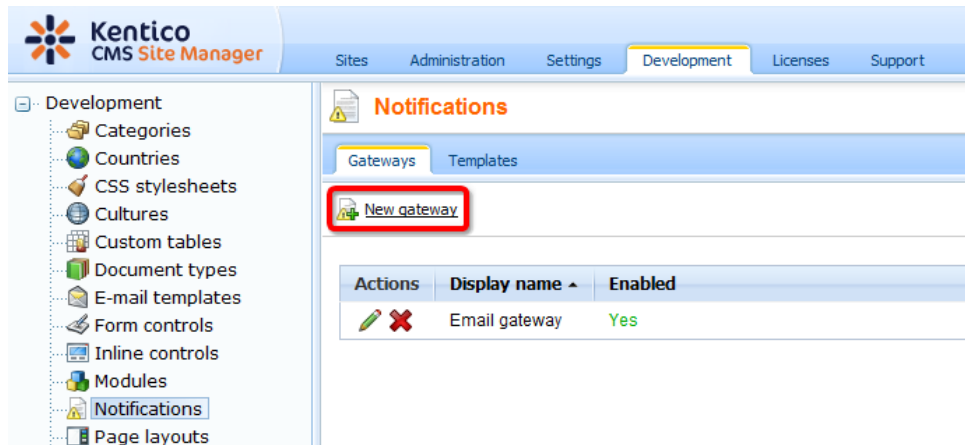 Kentico
CMS Site Manager
Sites Administration Settings Development Licenses Support
Development
Categories
Countries
CSS stylesheets
Cultures
Custom tables
Document types
E-mail templates
Form controls
Inline controls
Modules
Notifications
Page layouts
Notifications
Gateways Templates
New gateway
Actions Display name Enabled
Email gateway Yes